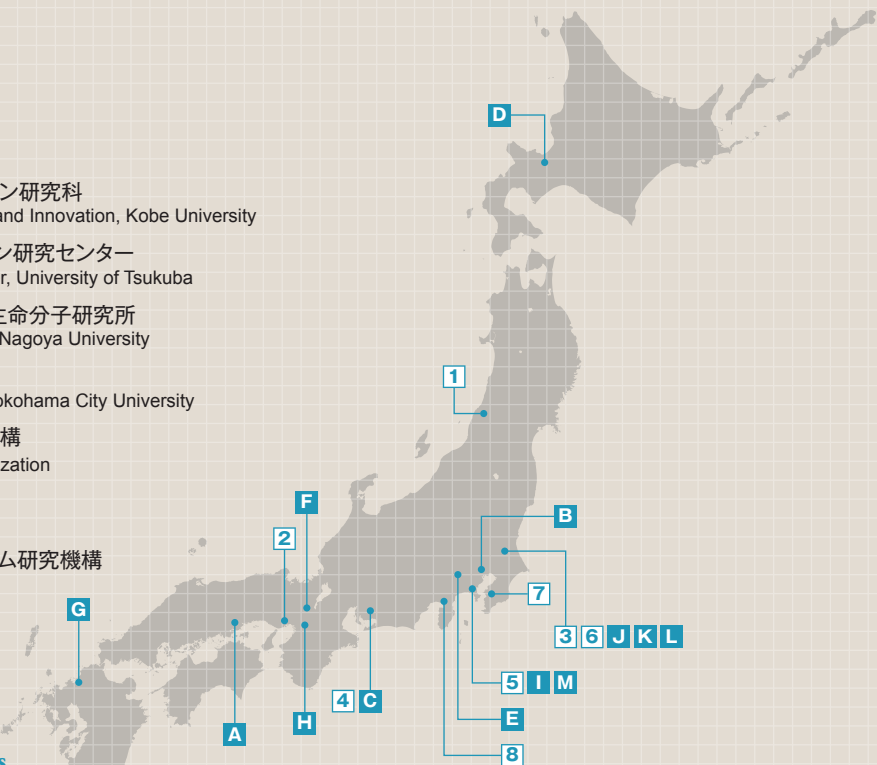 ン研究科
and Innovation, Kobe University
ン研究センター
r, University of Tsukuba
生命分子研究所
Nagoya University
okohama City University
構
zation
ム研究機構
s
D
1
F
2
B
G
7
3 6 J K L
5 I M
4 C
A
H
E
8